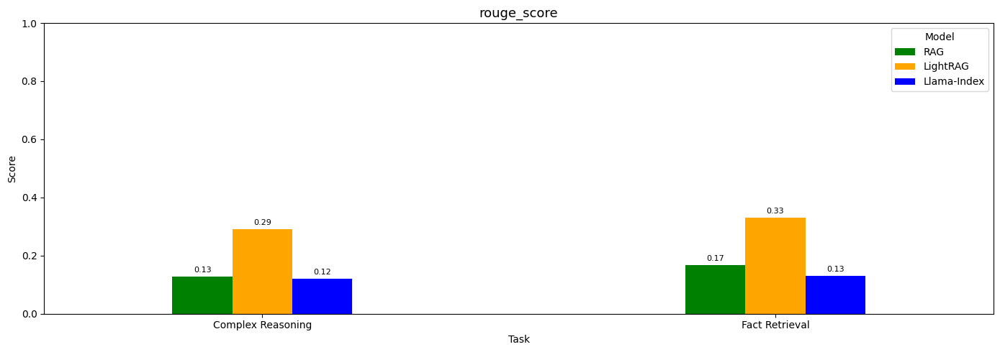 rouge_score
1.0
0.8
0.6
0.4
0.2
0.0
Score
Model
RAG
LightRAG
Llama-Index
0.13
0.29
0.12
0.17
0.33
0.13
Complex Reasoning
Fact Retrieval
Task